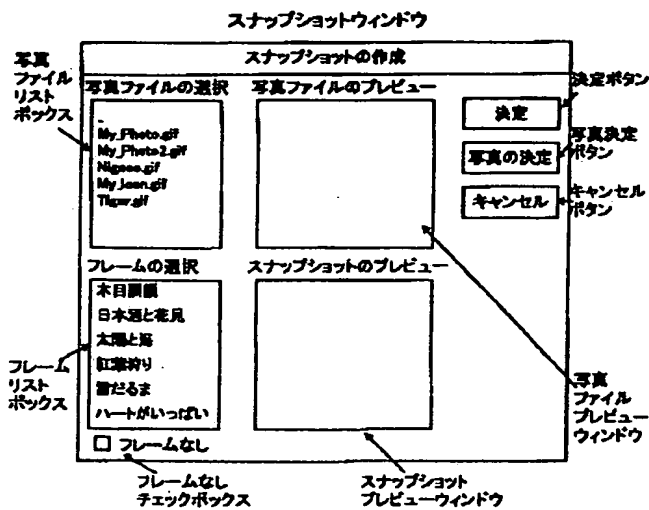 スナップショットウィンドウ
スナップショットの作成
写真
ファイル
リスト
ボックス
写真ファイルの選択
写真ファイルのプレビュー
My_Photo.gif
My_Photo2.gif
Tiger.gif
決定
写真の決定
キャンセル
決定ボタン
写真決定
ボタン
キャンセル
ボタン
フレームの選択
スナップショットのプレビュー
日本酒と花見
太陽と海
紅葉狩り
雪だるま
ハートがいっぱい
フレームなし
フレーム
リスト
ボックス
写真
ファイル
プレビュー
ウィンドウ
フレームなし
チェックボックス
スナップショット
プレビューウィンドウ